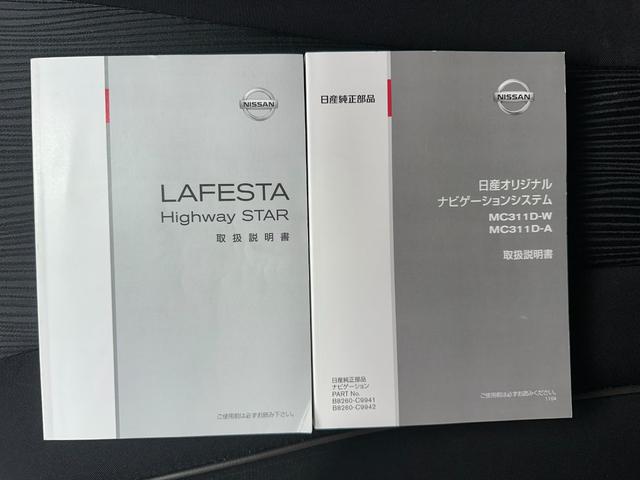 NISSAN
LAFESTA
Highway STAR
取扱説明書
ご使用前は必ずお読み下さい。
日産純正部品
NISSAN
日産オリジナル
ナビゲーションシステム
MC311D-W
MC311D-A
取扱説明書
日産純正部品
ナビゲーション
PART No.
B8260-C9941
B8260-C9942
ご使用前は必ずお読みください。
1104